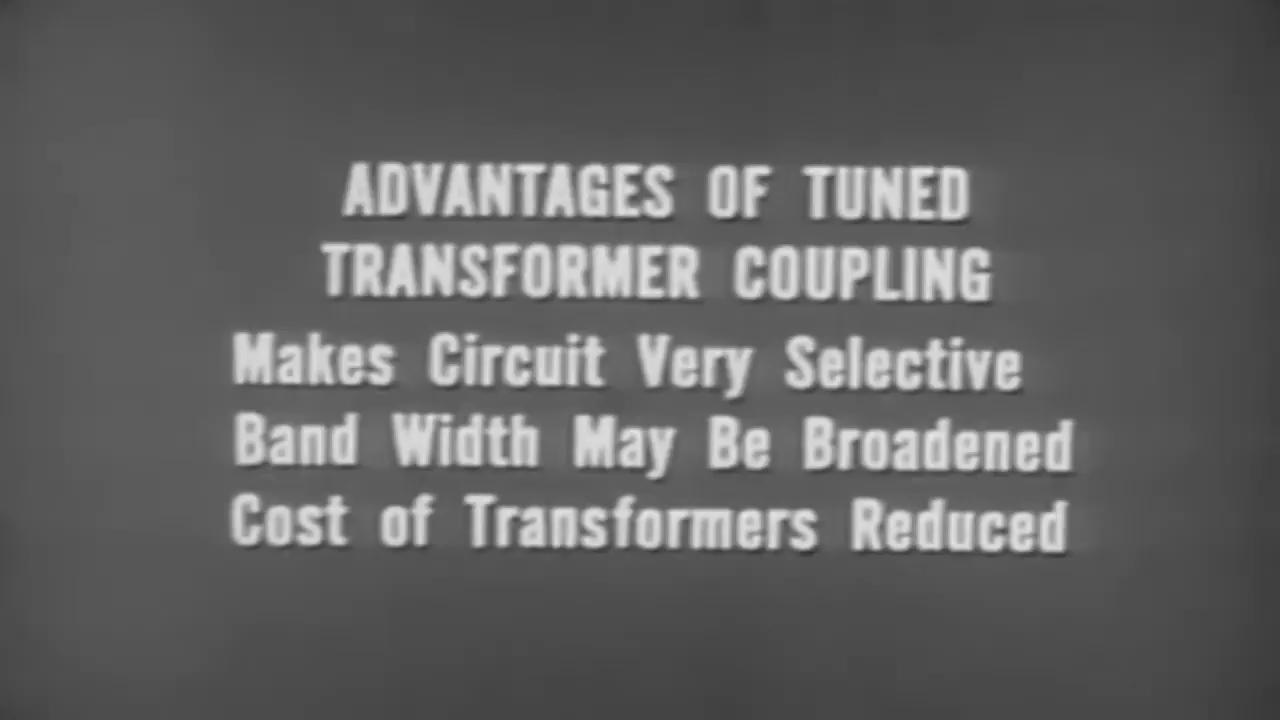 ADVANTAGES OF TUNED
TRANSFORMER COUPLING
Makes Circuit Very Selective
Band Width May Be Broadened
Cost of Transformers Reduced